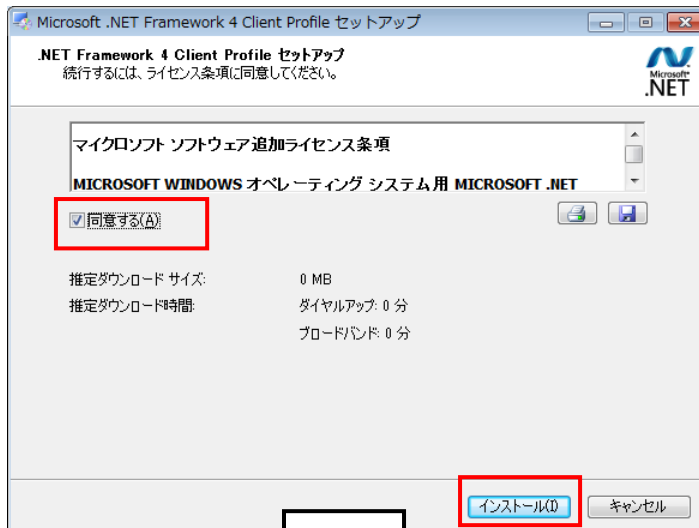 Microsoft .NET Framework 4 Client Profile セットアップ
.NET Framework 4 Client Profile セットアップ
続行するには、ライセンス条項に同意してください。
Microsoft®
.NET
マイクロソフト ソフトウェア追加ライセンス条項
MICROSOFT WINDOWS オペレーティング システム用 MICROSOFT .NET
同意する(A)
推定ダウンロード サイズ: 0 MB
推定ダウンロード時間: ダイヤルアップ: 0 分
ブロードバンド: 0 分
インストール(I) キャンセル